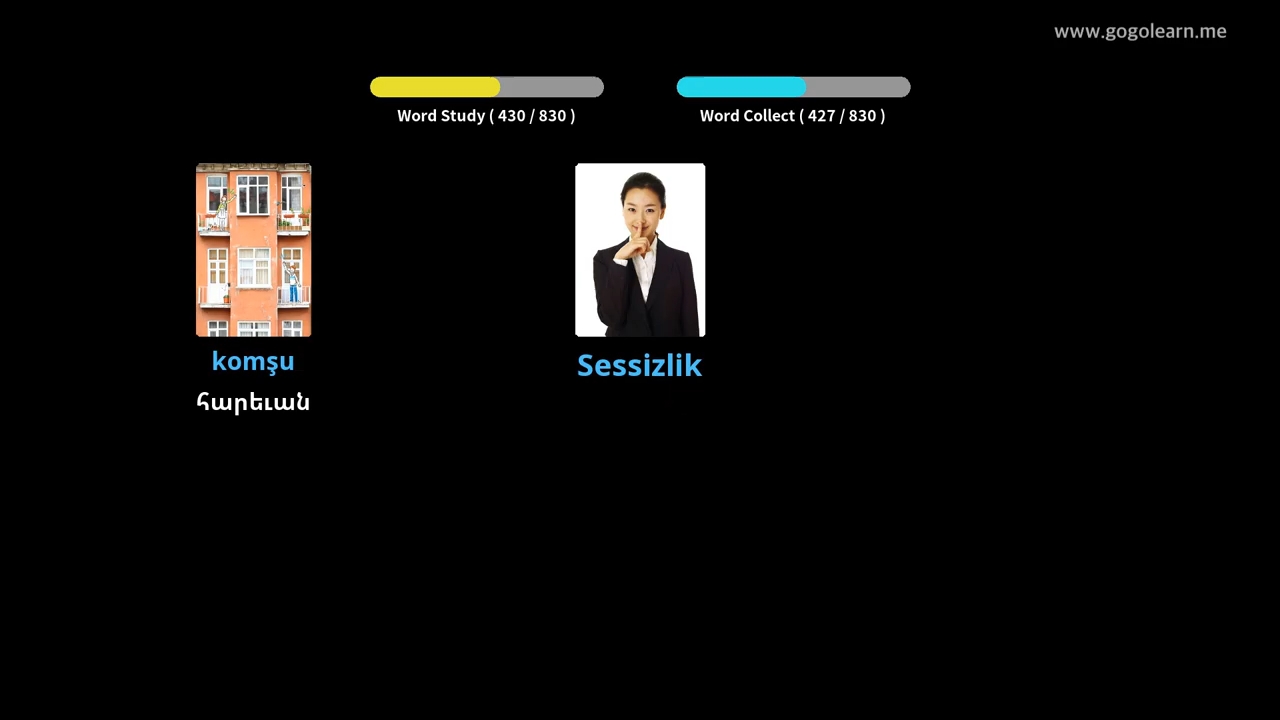 www.gogolearn.me
Word Study ( 430 / 830 )
Word Collect ( 427 / 830 )
komşu
հարեւան
Sessizlik